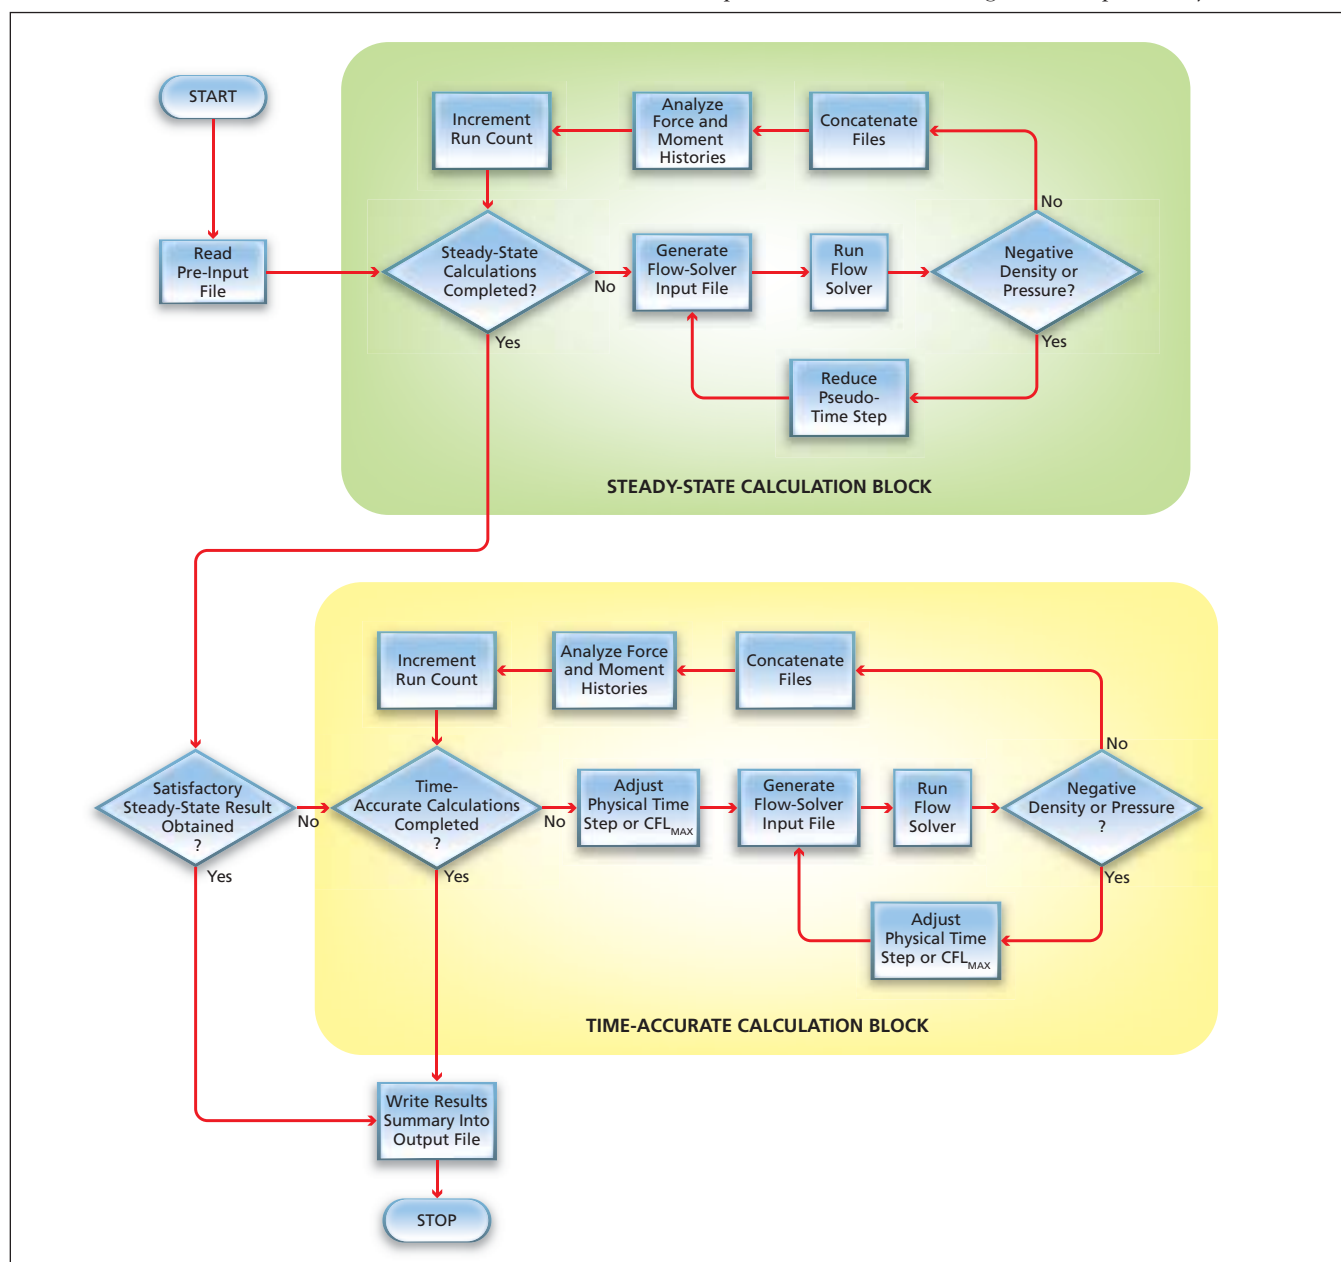 START
Read
Pre-Input
File
Increment
Run Count
Analyze
Force and
Moment
Histories
Concatenate
Files
Steady-State
Calculations
Completed?
No
Yes
Generate
Flow-Solver
Input File
Run
Flow
Solver
Negative
Density or
Pressure?
No
Yes
Reduce
Pseudo-
Time Step
STEADY-STATE CALCULATION BLOCK
Increment
Run Count
Analyze Force
and Moment
Histories
Concatenate
Files
Satisfactory
Steady-State Result
Obtained
?
No
Yes
Time-
Accurate Calculations
Completed
?
No
Yes
Adjust
Physical Time
Step or CFL MAX
Generate
Flow-Solver
Input File
Run
Flow
Solver
Negative
Density or Pressure
?
No
Yes
Adjust
Physical Time
Step or CFL MAX
TIME-ACCURATE CALCULATION BLOCK
Write Results
Summary Into
Output File
STOP